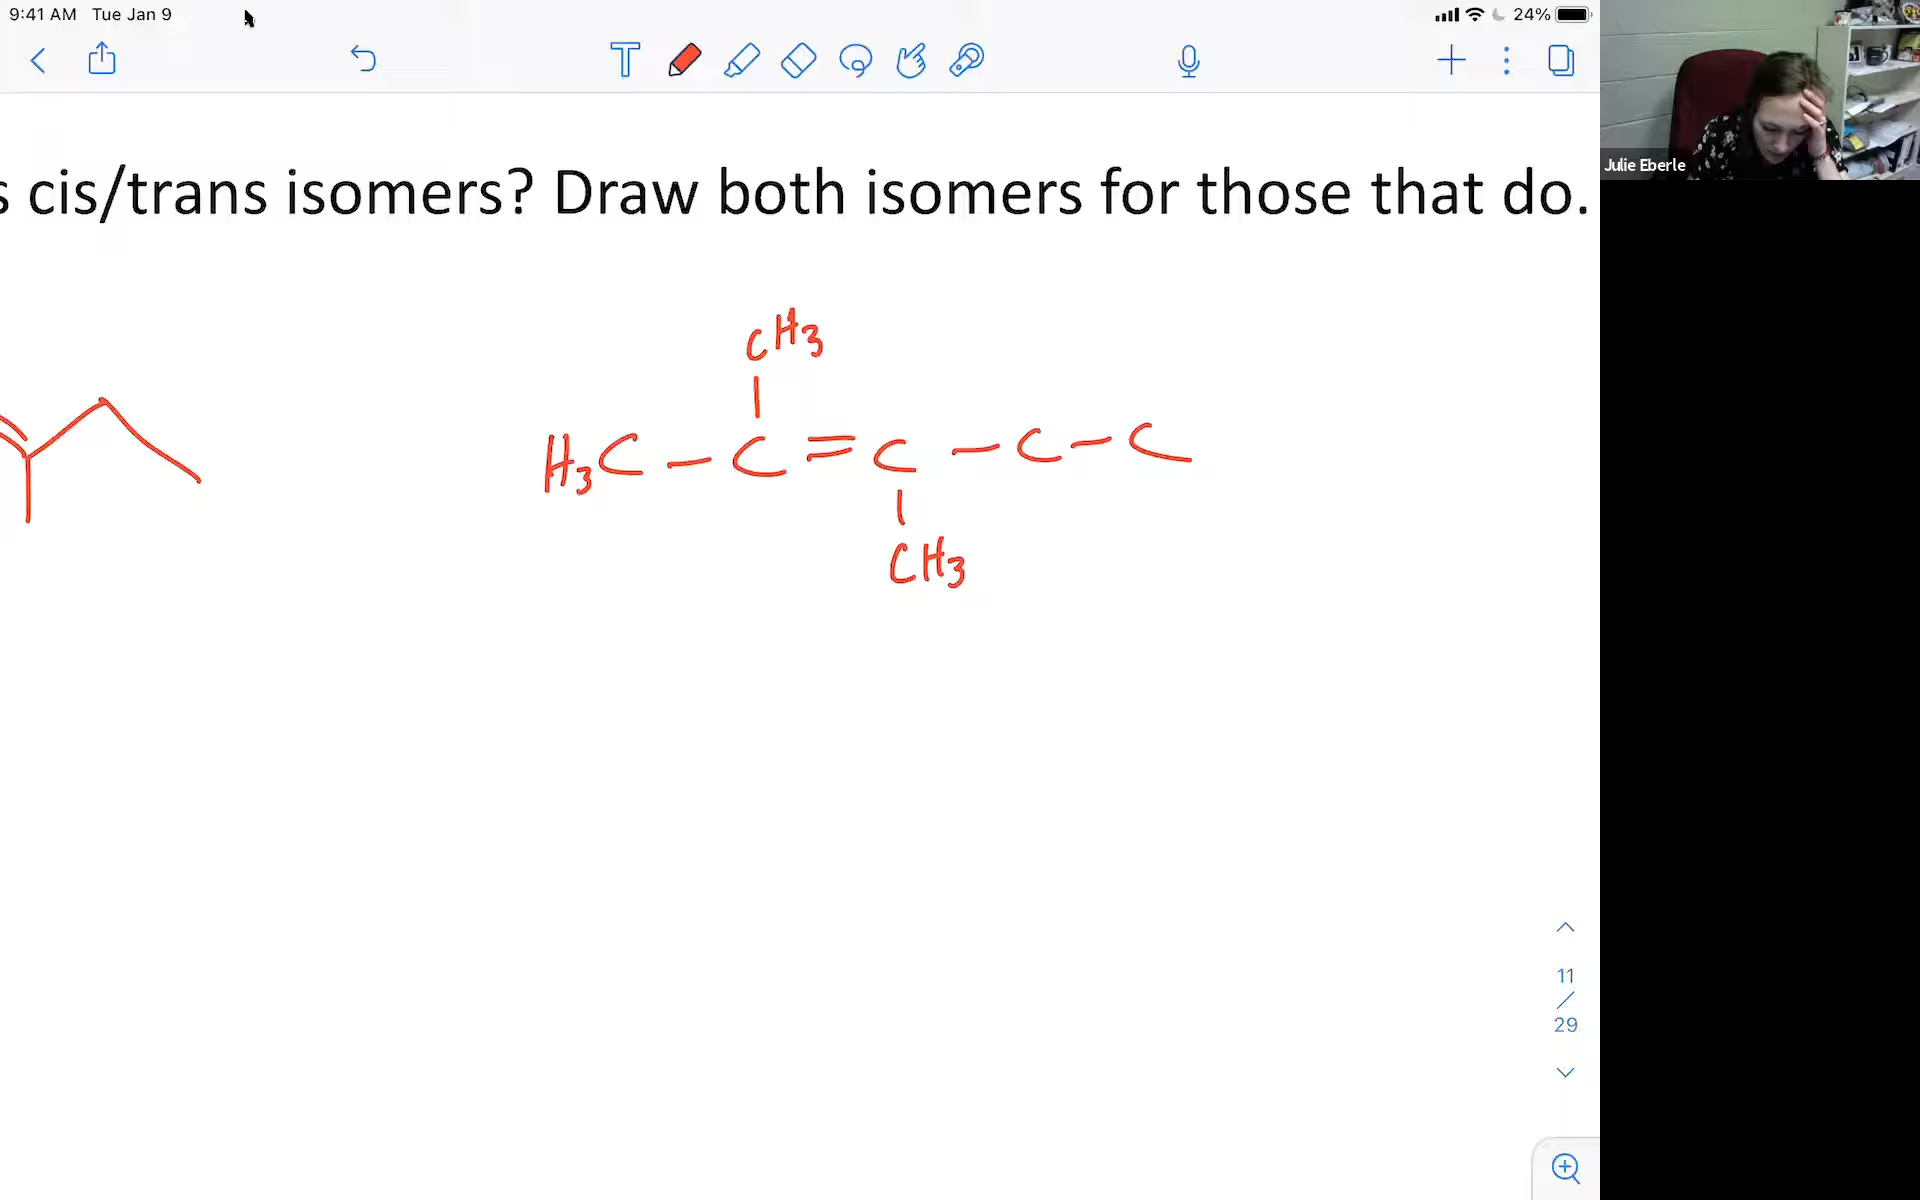 9:41 AM Tue Jan 9
24%
T
Julie Eberle
s cis/trans isomers? Draw both isomers for those that do.
CH3
H3C - C = C - C - C
CH3
11
/
29